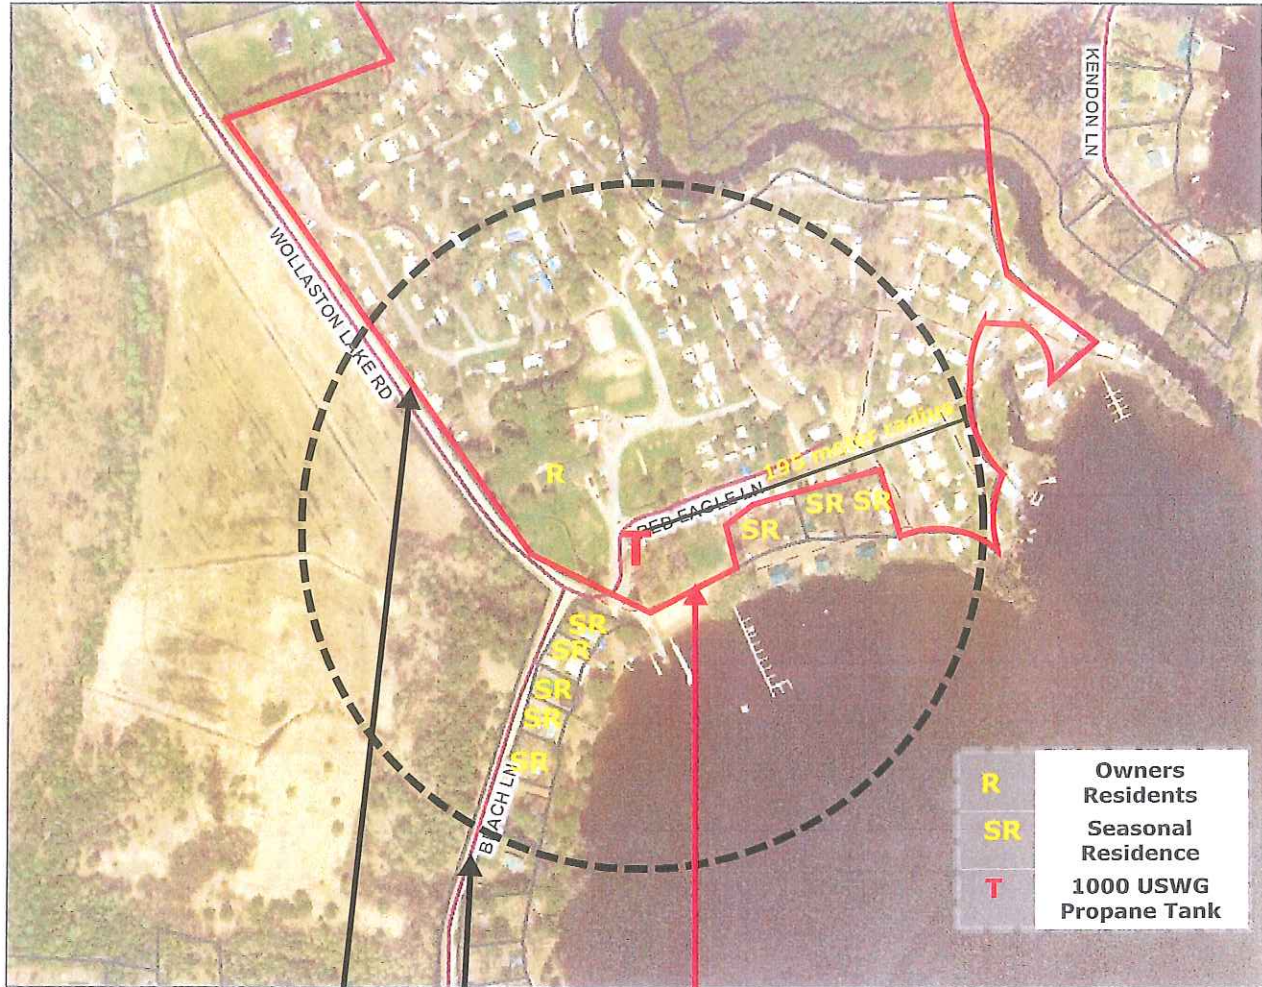 KENDON LN
WOLLASTON LAKE RD
195 meter radius
R
RED EAGLE LN
SR SR
SR
T
SR
SR
SR
SR
SR
BEACH LN
R Owners
Residents
SR Seasonal
Residence
T 1000 USWG
Propane Tank